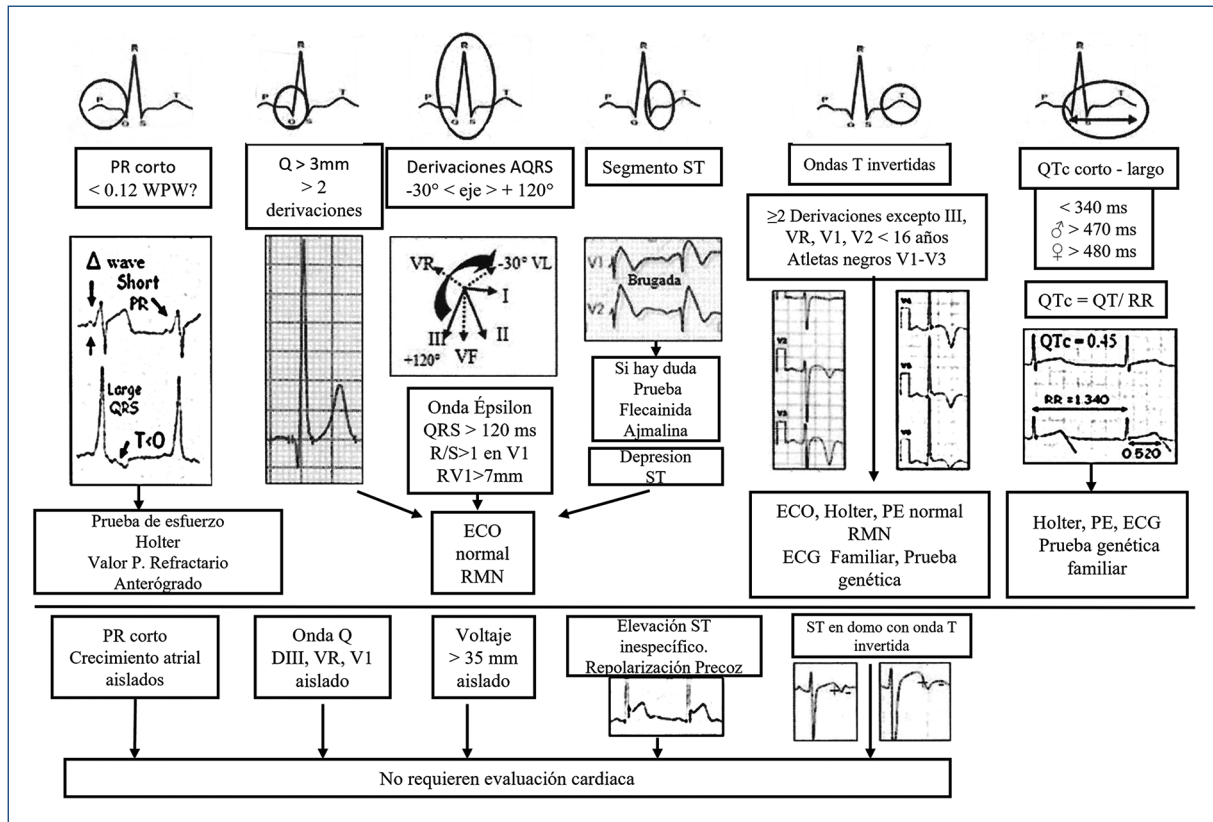 R
P
T
Q S
R
P
T
Q S
R
P
T
Q S
R
P
T
Q S
R
P
T
Q S
R
P
T
Q S
PR corto
< 0.12 WPW?
Q > 3mm
> 2
derivaciones
Derivaciones AQRS
-30° < eje > + 120°
Segmento ST
Ondas T invertidas
QTc corto - largo
≥2 Derivaciones excepto III,
VR, V1, V2 < 16 años
Atletas negros V1-V3
< 340 ms
♂ > 470 ms
♀ > 480 ms
QTc = QT/ RR
Δ wave
Short
PR
Large
QRS
T<0
VR
-30° VL
I
II
III
+120°
VF
V1
Brugada
V2
V2
V3
V4
V5
V6
QTc = 0.45
RR = 1.340
0.520
Onda Épsilon
QRS > 120 ms
R/S>1 en V1
RV1>7mm
Si hay duda
Prueba
Flecainida
Ajmalina
Depresion
ST
Prueba de esfuerzo
Holter
Valor P. Refractario
Anterógrado
ECO
normal
RMN
ECO, Holter, PE normal
RMN
ECG Familiar, Prueba
genética
Holter, PE, ECG
Prueba genética
familiar
PR corto
Crecimiento atrial
aislados
Onda Q
DIII, VR, V1
aislado
Voltaje
> 35 mm
aislado
Elevación ST
inespecífico.
Repolarización Precoz
ST en domo con onda T
invertida
+ -
+ -
No requieren evaluación cardiaca